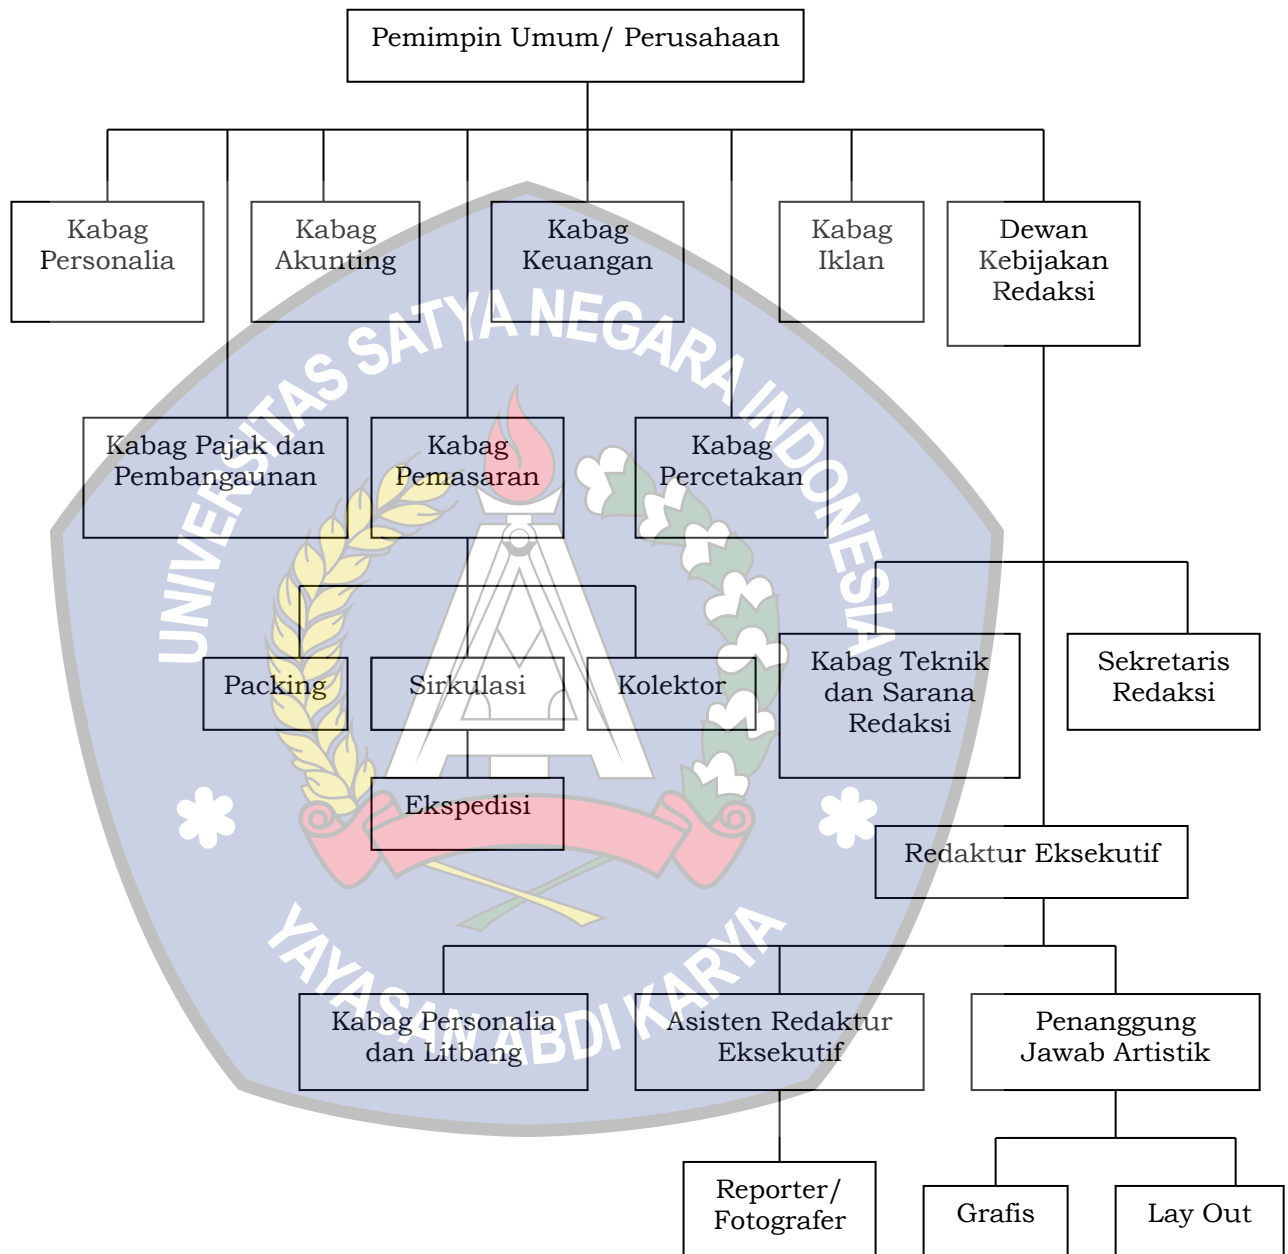 Pemimpin Umum/ Perusahaan
Kabag
Personalia
Kabag
Akunting
Kabag
Keuangan
Kabag
Iklan
Dewan
Kebijakan
Redaksi
UNIVERSITAS SATYA NEGARA INDONESIA
Kabag Pajak dan
Pembangaunan
Kabag
Pemasaran
Kabag
Percetakan
Packing
Sirkulasi
Kolektor
Kabag Teknik
dan Sarana
Redaksi
Sekretaris
Redaksi
Ekspedisi
Redaktur Eksekutif
YAYASAN ABDI KARYA
Kabag Personalia
dan Litbang
Asisten Redaktur
Eksekutif
Penanggung
Jawab Artistik
Reporter/
Fotografer
Grafis
Lay Out